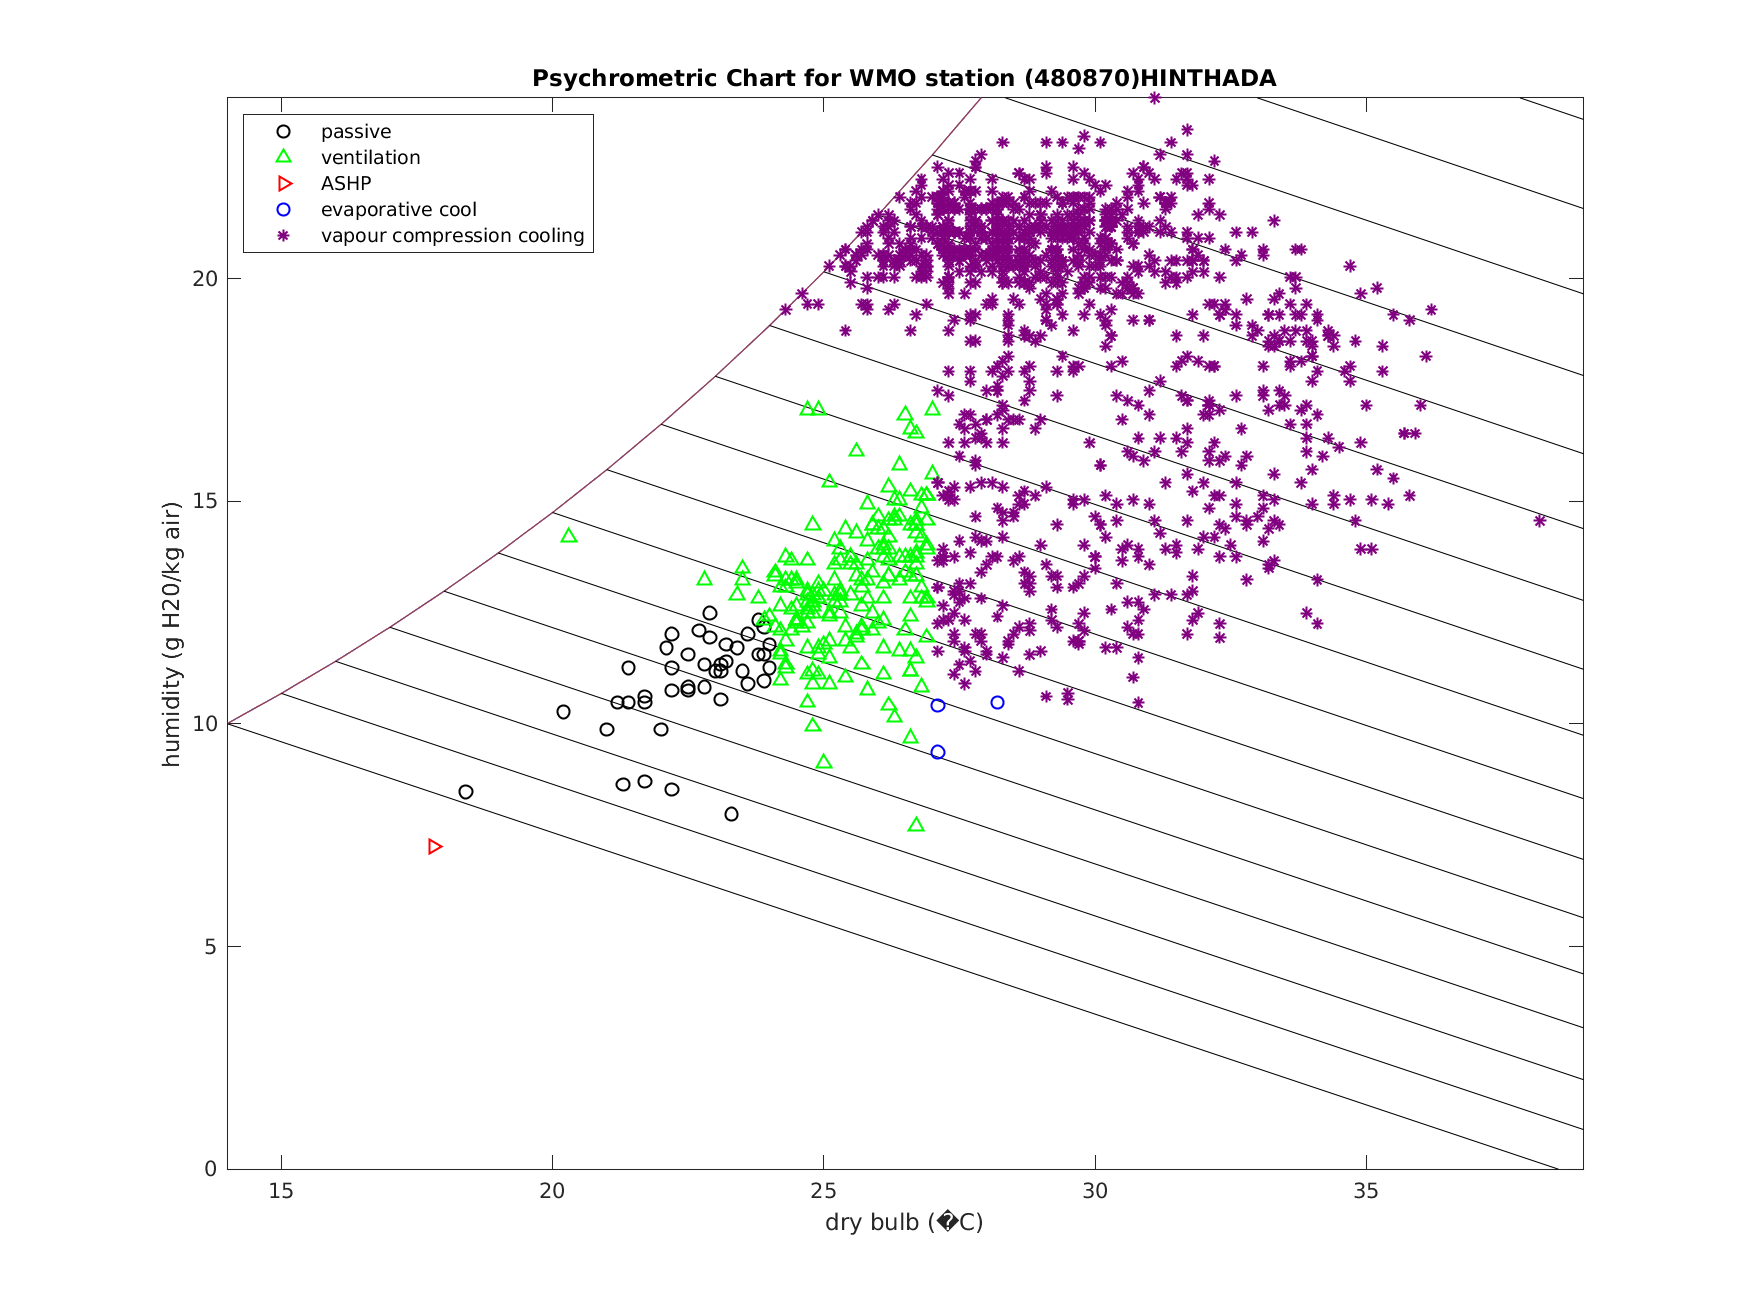 Psychrometric Chart for WMO station (480870)HINTHADA
passive
ventilation
ASHP
evaporative cool
vapour compression cooling
humidity (g H20/kg air)
20
15
10
5
0
15 20 25 30 35
dry bulb (�C)